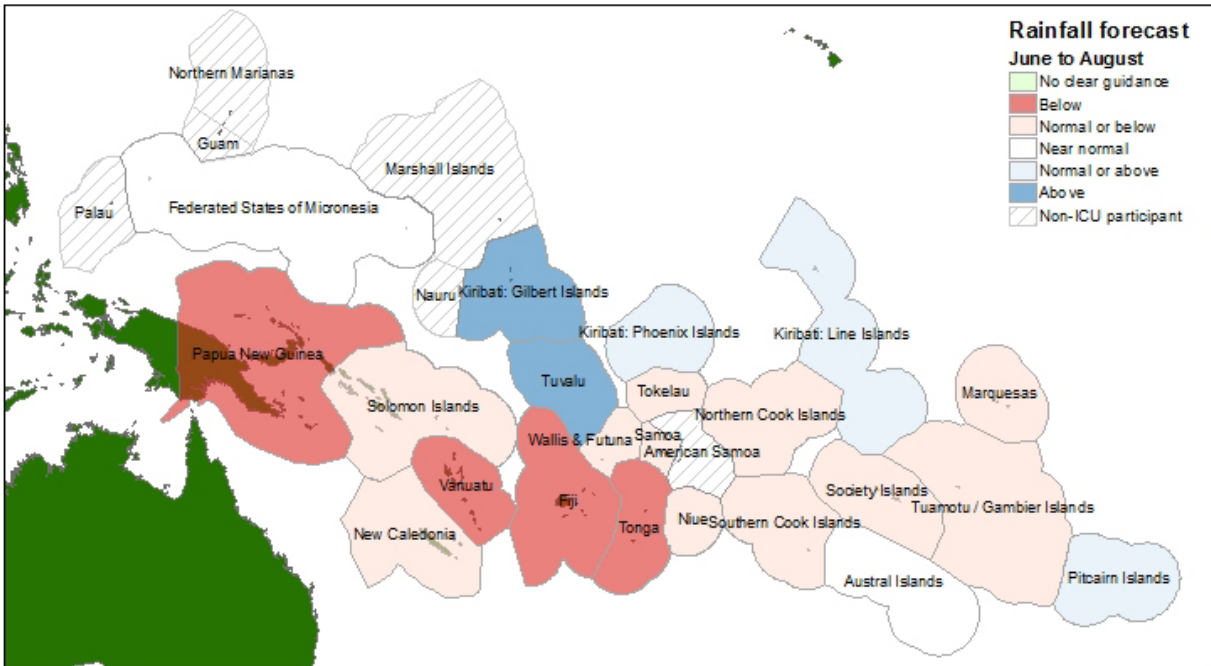 Rainfall forecast
June to August
No clear guidance
Below
Normal or below
Near normal
Normal or above
Above
Non-ICU participant
Northern Marianas
Guam
Marshall Islands
Palau
Federated States of Micronesia
Nauru
Kiribati: Gilbert Islands
Kiribati: Phoenix Islands
Kiribati: Line Islands
Papua New Guinea
Tuvalu
Tokelau
Marquesas
Solomon Islands
Northern Cook Islands
Wallis & Futuna
Samoa
American Samoa
Vanuatu
Fiji
Society Islands
Tuamotu / Gambier Islands
New Caledonia
Tonga
Niue
Southern Cook Islands
Austral Islands
Pitcairn Islands